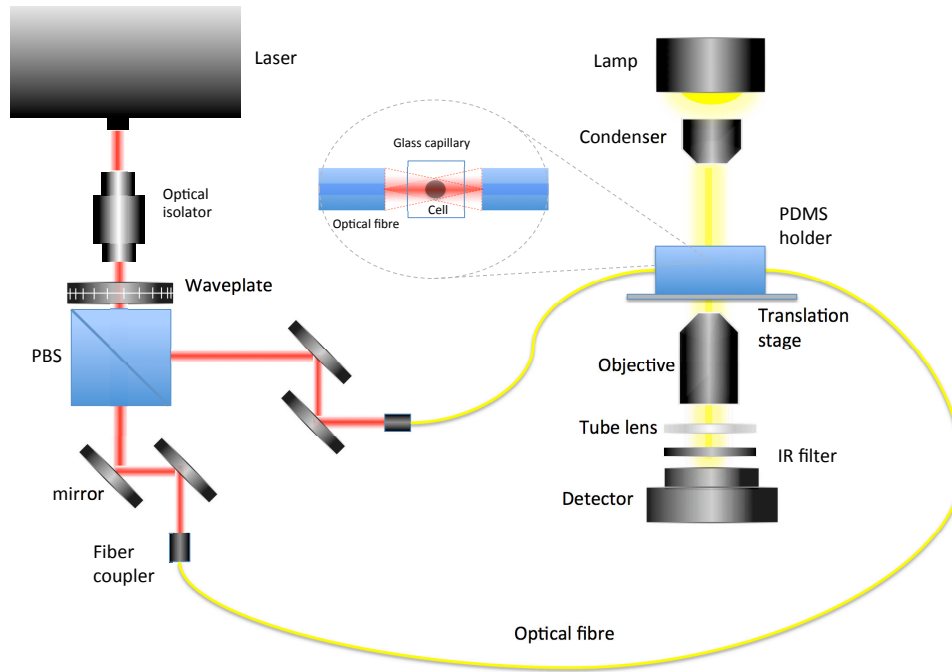 Laser
Lamp
Condenser
Glass capillary
Optical
isolator
Cell
Optical fibre
PDMS
holder
Waveplate
PBS
Translation
stage
Objective
Tube lens
IR filter
mirror
Detector
Fiber
coupler
Optical fibre